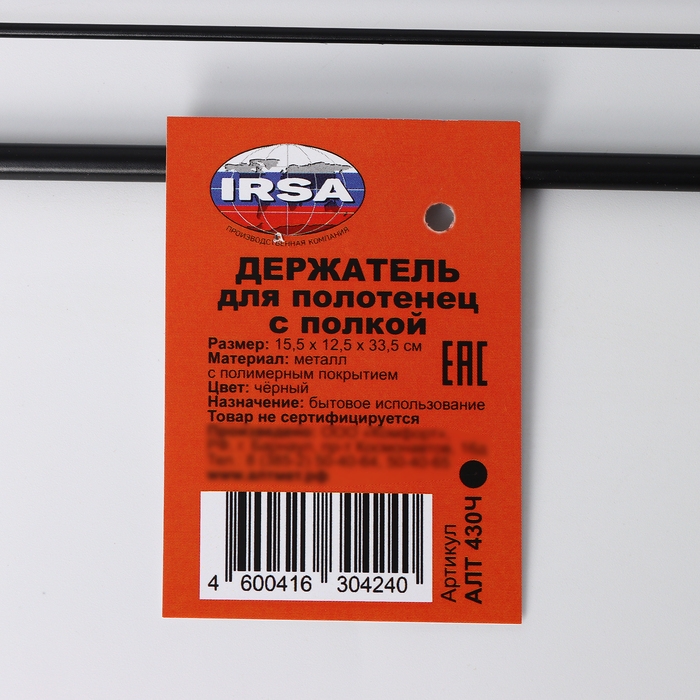 IRSA
ПРОИЗВОДСТВЕННАЯ КОМПАНИЯ
ДЕРЖАТЕЛЬ
для полотенец
с полкой
Размер: 15,5 x 12,5 x 33,5 см
Материал: металл
с полимерным покрытием
Цвет: чёрный
Назначение: бытовое использование
Товар не сертифицируется
EAC
4 600416 304240
Артикул
АЛТ 430Ч